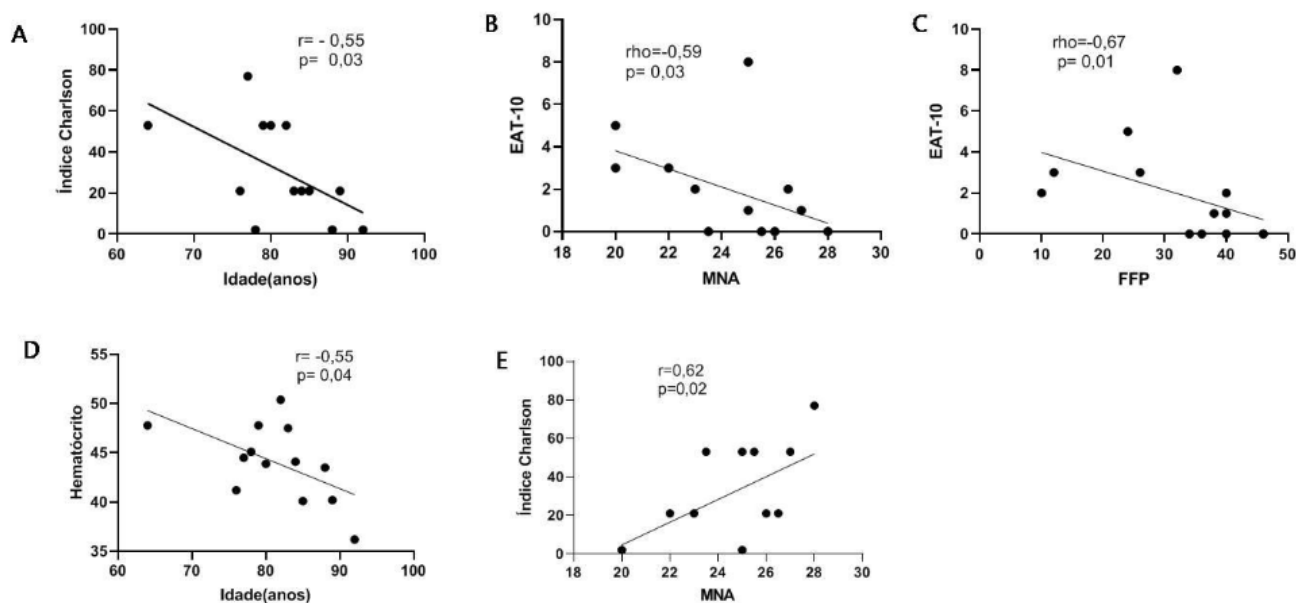 A
r= - 0,55
p= 0,03
100
80
60
40
20
0
Índice Charlson
60 70 80 90 100
Idade(anos)
B
rho=-0,59
p= 0,03
10
8
6
4
2
0
EAT-10
18 20 22 24 26 28 30
MNA
C
rho=-0,67
p= 0,01
10
8
6
4
2
0
EAT-10
0 10 20 30 40 50
FFP
D
r= -0,55
p= 0,04
55
50
45
40
35
Hematócrito
60 70 80 90 100
Idade(anos)
E
r=0,62
p=0,02
100
80
60
40
20
0
Índice Charlson
18 20 22 24 26 28 30
MNA